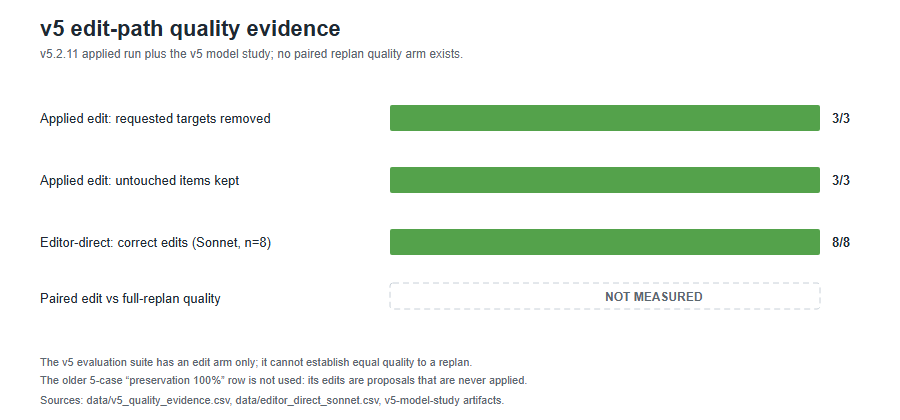 v5 edit-path quality evidence
v5.2.11 applied run plus the v5 model study; no paired replan quality arm exists.
Applied edit: requested targets removed 3/3
Applied edit: untouched items kept 3/3
Editor-direct: correct edits (Sonnet, n=8) 8/8
Paired edit vs full-replan quality NOT MEASURED
The v5 evaluation suite has an edit arm only; it cannot establish equal quality to a replan.
The older 5-case “preservation 100%” row is not used: its edits are proposals that are never applied.
Sources: data/v5_quality_evidence.csv, data/editor_direct_sonnet.csv, v5-model-study artifacts.